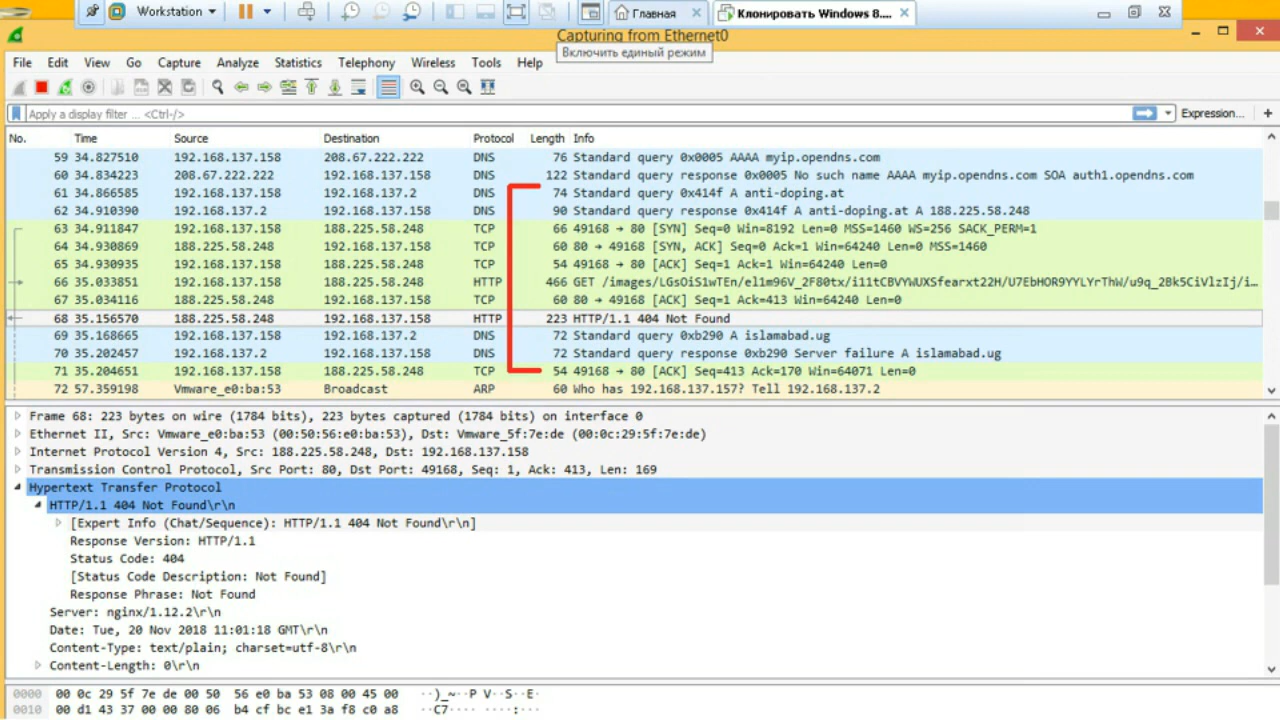 Workstation
Главная
Клонировать Windows 8....
Capturing from Ethernet0
Включить единый режим
File Edit View Go Capture Analyze Statistics Telephony Wireless Tools Help
Apply a display filter ... <Ctrl-/>
Expression... +
No. Time Source Destination Protocol Length Info
59 34.827510 192.168.137.158 208.67.222.222 DNS 76 Standard query 0x0005 AAAA myip.opendns.com
60 34.834223 208.67.222.222 192.168.137.158 DNS 122 Standard query response 0x0005 No such name AAAA myip.opendns.com SOA auth1.opendns.com
61 34.866585 192.168.137.158 192.168.137.2 DNS 74 Standard query 0x414f A anti-doping.at
62 34.910390 192.168.137.2 192.168.137.158 DNS 90 Standard query response 0x414f A anti-doping.at A 188.225.58.248
63 34.911847 192.168.137.158 188.225.58.248 TCP 66 49168 → 80 [SYN] Seq=0 Win=8192 Len=0 MSS=1460 WS=256 SACK_PERM=1
64 34.930869 188.225.58.248 192.168.137.158 TCP 60 80 → 49168 [SYN, ACK] Seq=0 Ack=1 Win=64240 Len=0 MSS=1460
65 34.930935 192.168.137.158 188.225.58.248 TCP 54 49168 → 80 [ACK] Seq=1 Ack=1 Win=64240 Len=0
66 35.033851 192.168.137.158 188.225.58.248 HTTP 466 GET /images/LGsOiS1wTEn/el1m96V_2F80tx/i11tCBVYWUXSfearxt22H/U7EbHOR9YYLYrThW/u9q_2Bk5CiVlzIj/i…
67 35.034116 188.225.58.248 192.168.137.158 TCP 60 80 → 49168 [ACK] Seq=1 Ack=413 Win=64240 Len=0
68 35.156570 188.225.58.248 192.168.137.158 HTTP 223 HTTP/1.1 404 Not Found
69 35.168665 192.168.137.158 192.168.137.2 DNS 72 Standard query 0xb290 A islamabad.ug
70 35.202457 192.168.137.2 192.168.137.158 DNS 72 Standard query response 0xb290 Server failure A islamabad.ug
71 35.204651 192.168.137.158 188.225.58.248 TCP 54 49168 → 80 [ACK] Seq=413 Ack=170 Win=64071 Len=0
72 57.359198 Vmware_e0:ba:53 Broadcast ARP 60 Who has 192.168.137.157? Tell 192.168.137.2
Frame 68: 223 bytes on wire (1784 bits), 223 bytes captured (1784 bits) on interface 0
Ethernet II, Src: Vmware_e0:ba:53 (00:50:56:e0:ba:53), Dst: Vmware_5f:7e:de (00:0c:29:5f:7e:de)
Internet Protocol Version 4, Src: 188.225.58.248, Dst: 192.168.137.158
Transmission Control Protocol, Src Port: 80, Dst Port: 49168, Seq: 1, Ack: 413, Len: 169
Hypertext Transfer Protocol
HTTP/1.1 404 Not Found\r\n
[Expert Info (Chat/Sequence): HTTP/1.1 404 Not Found\r\n]
Response Version: HTTP/1.1
Status Code: 404
[Status Code Description: Not Found]
Response Phrase: Not Found
Server: nginx/1.12.2\r\n
Date: Tue, 20 Nov 2018 11:01:18 GMT\r\n
Content-Type: text/plain; charset=utf-8\r\n
Content-Length: 0\r\n
0000 00 0c 29 5f 7e de 00 50 56 e0 ba 53 08 00 45 00 ··)_~··P V··S··E·
0010 00 d1 43 37 00 00 80 06 b4 cf bc e1 3a f8 c0 a8 ··C7···· ····:···